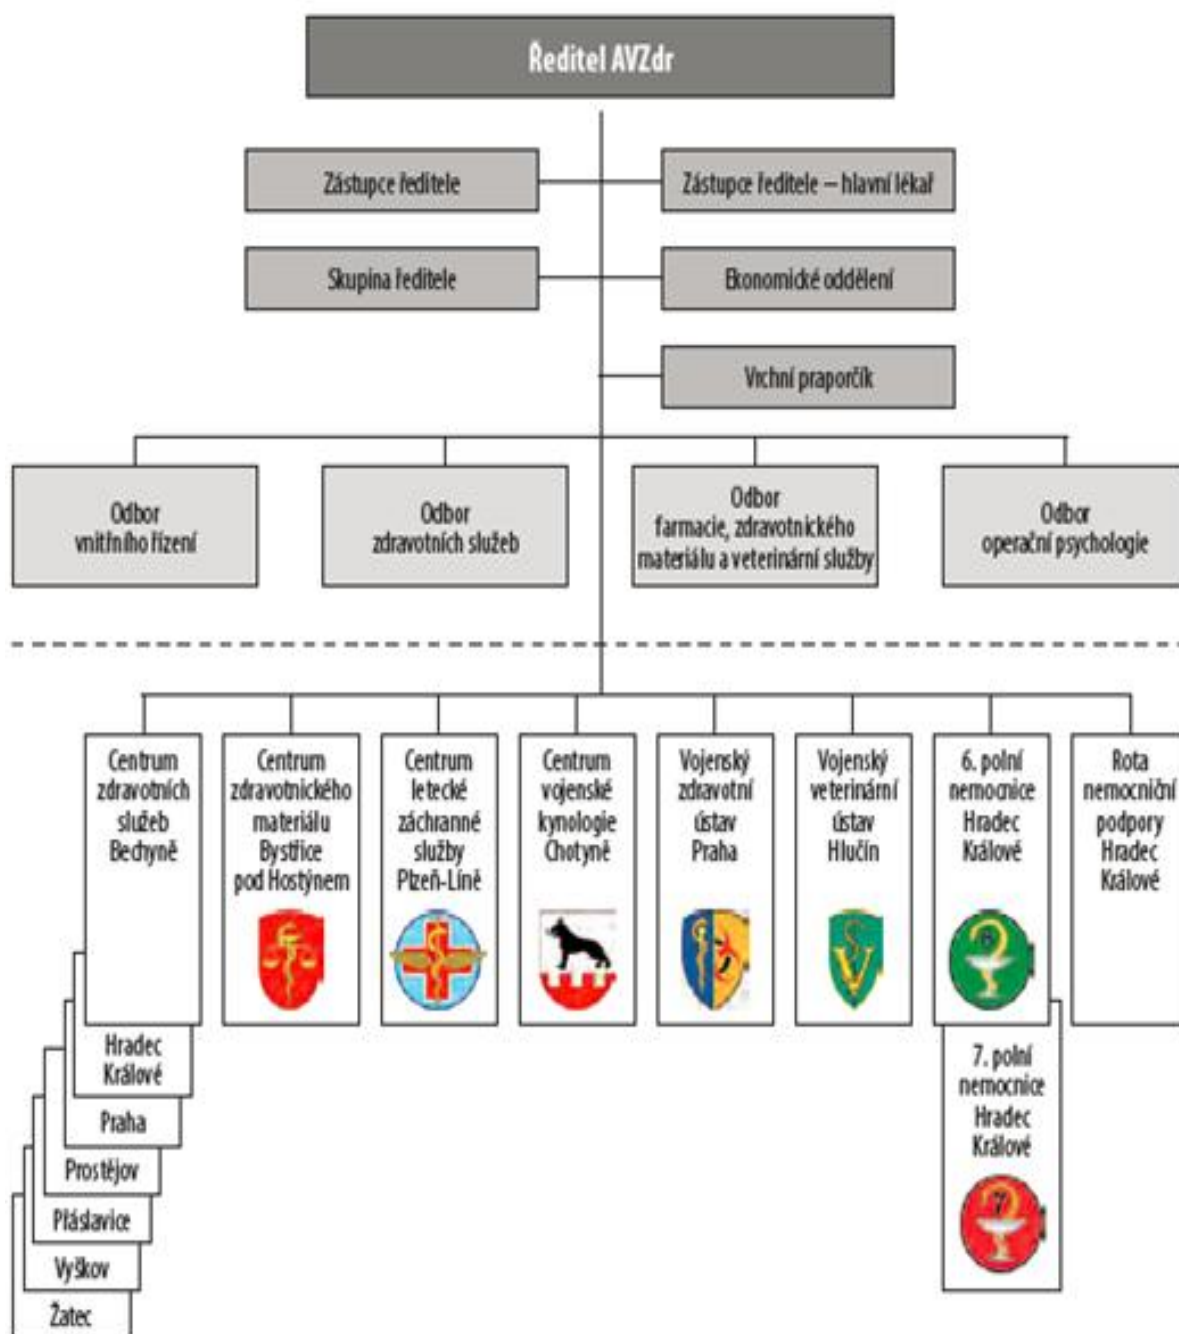 Ředitel AVZdr
Zástupce ředitele
Zástupce ředitele – hlavní lékař
Skupina ředitele
Ekonomické oddělení
Vrchní praporčík
Odbor
vnitřního řízení
Odbor
zdravotních služeb
Odbor
farmacie, zdravotnického
materiálu a veterinární služby
Odbor
operační psychologie
Centrum
zdravotních
služeb
Bechyně
Centrum
zdravotnického
materiálu
Bystřice
pod Hostýnem
Centrum
letecké
záchranné
služby
Plzeň-Líně
Centrum
vojenské
kynologie
Chotyně
Vojenský
zdravotní
ústav
Praha
Vojenský
veterinární
ústav
Hlučín
V
6. polní
nemocnice
Hradec
Králové
6
Rota
nemocniční
podpory
Hradec
Králové
Hradec
Králové
Praha
Prostějov
Přáslavice
Vyškov
Žatec
7. polní
nemocnice
Hradec
Králové
7